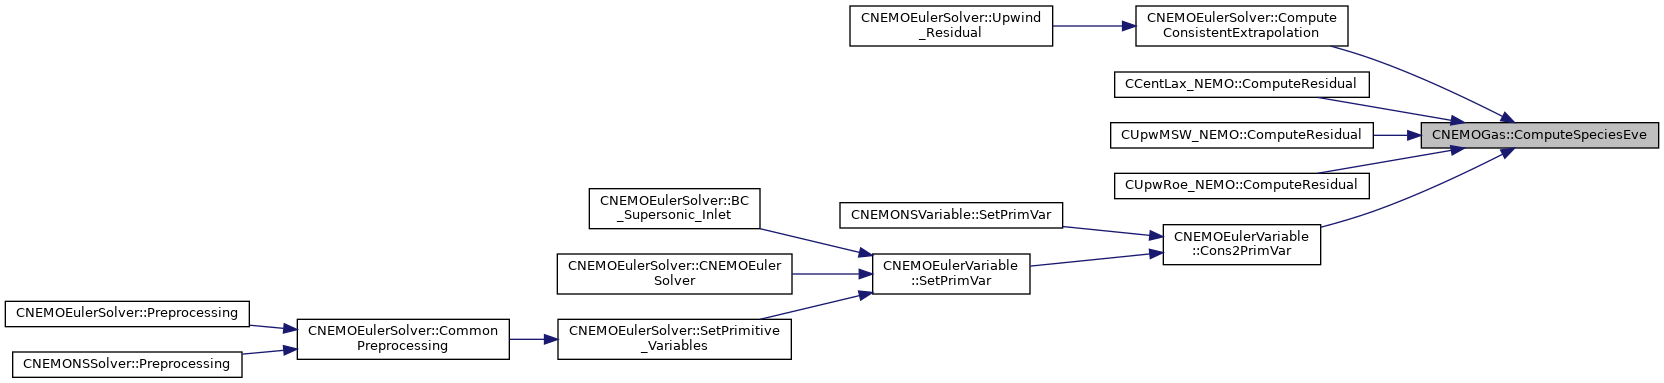 CNEMOEulerSolver::Upwind
_Residual
CNEMOEulerSolver::Compute
ConsistentExtrapolation
CCentLax_NEMO::ComputeResidual
CUpwMSW_NEMO::ComputeResidual
CNEMOGas::ComputeSpeciesEve
CUpwRoe_NEMO::ComputeResidual
CNEMOEulerSolver::BC
_Supersonic_Inlet
CNEMONSVariable::SetPrimVar
CNEMOEulerVariable
::Cons2PrimVar
CNEMOEulerSolver::CNEMOEuler
Solver
CNEMOEulerVariable
::SetPrimVar
CNEMOEulerSolver::Preprocessing
CNEMOEulerSolver::Common
Preprocessing
CNEMOEulerSolver::SetPrimitive
_Variables
CNEMONSSolver::Preprocessing